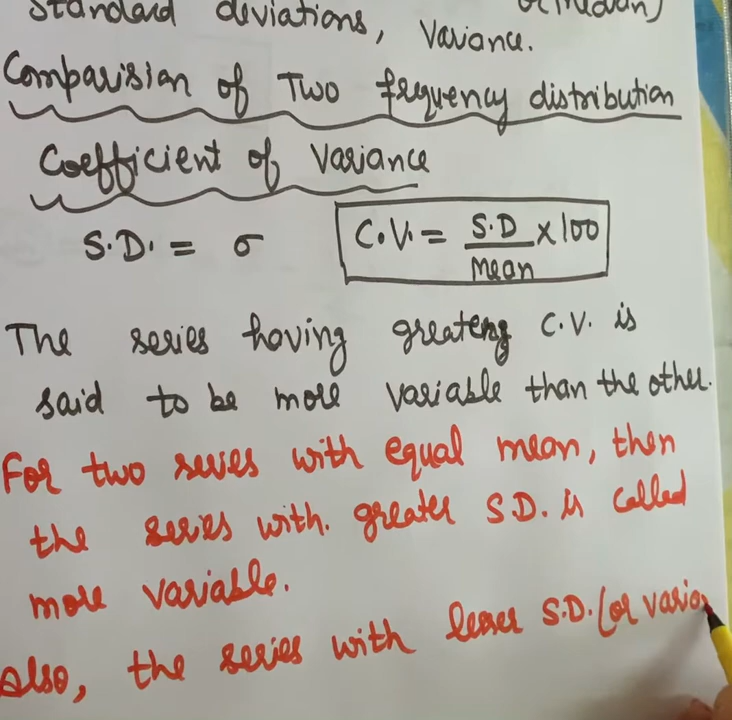 Standard deviations, Variance.
Comparision of Two frequency distribution
Coefficient of Variance
S.D. = σ
C.V. = S.D / Mean × 100
The series having greater C.V. is
said to be more variable than the other.
For two series with equal mean, then
the series with. greater S.D. is called
more variable.
Also, the series with lesser S.D. (or varia